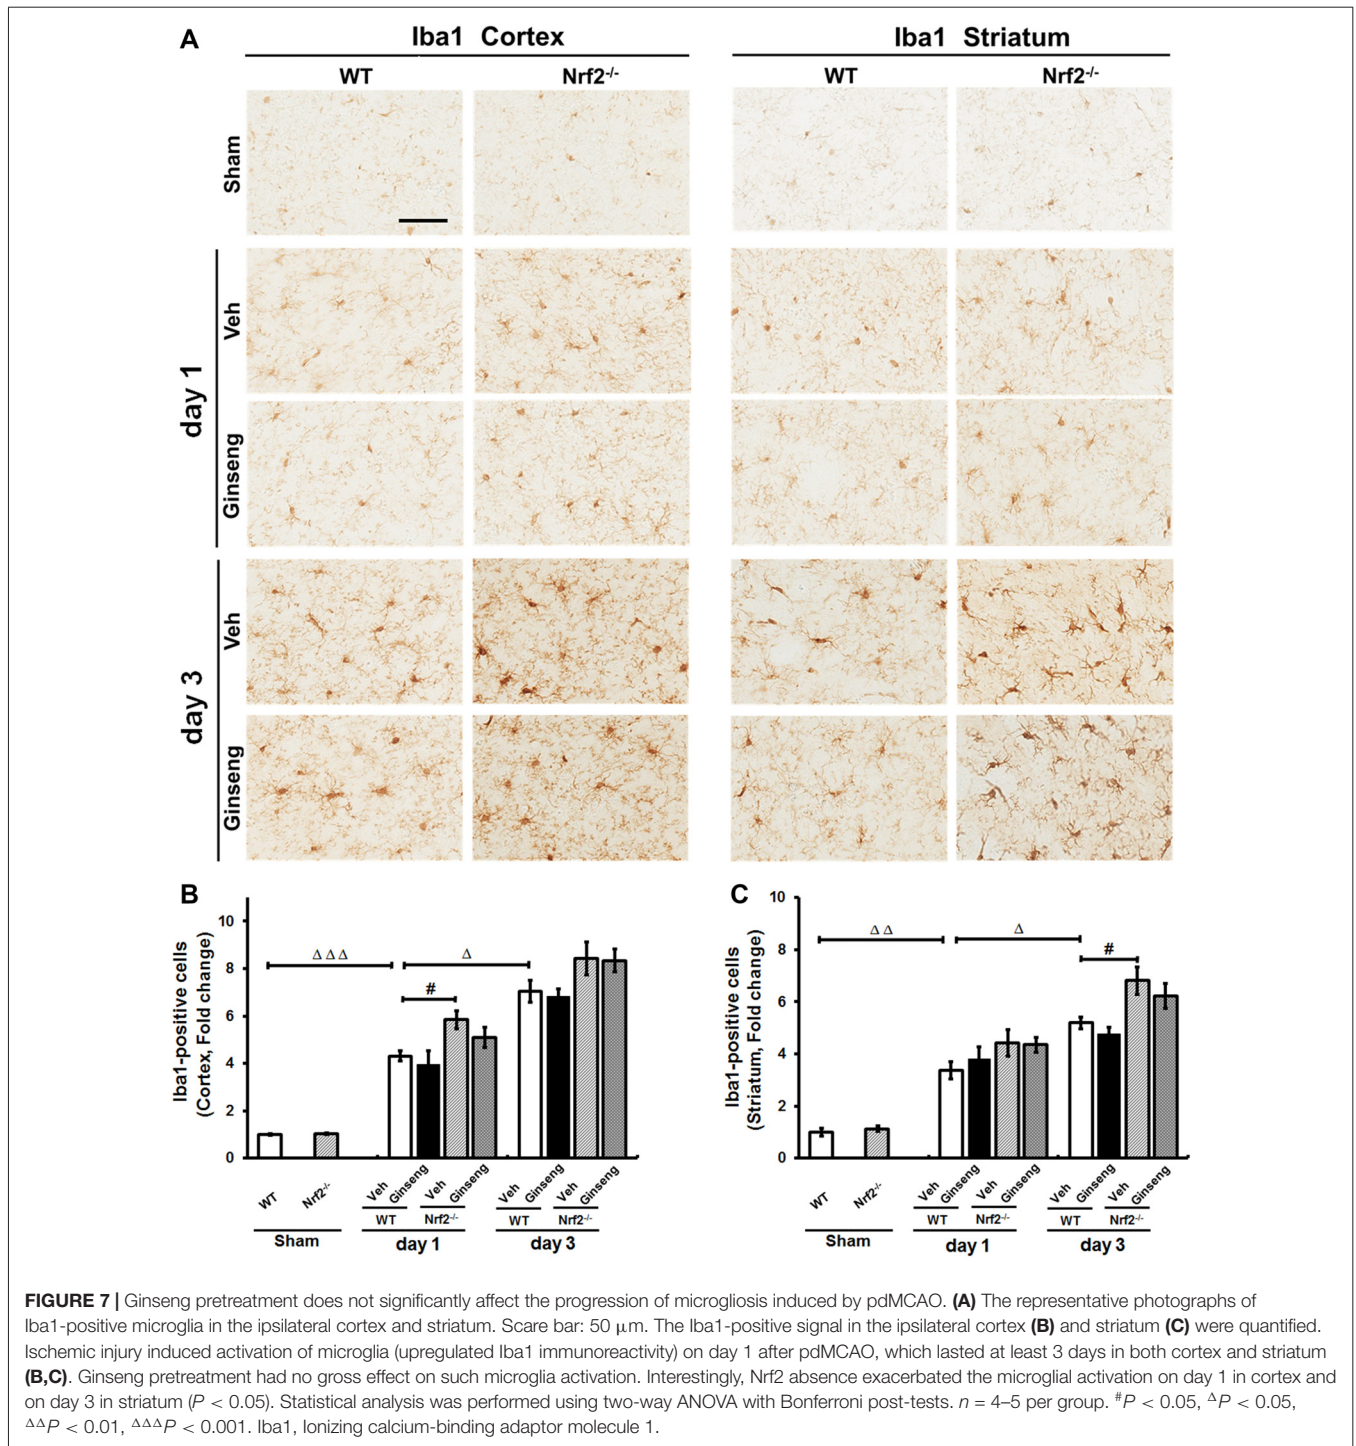 A
Iba1 Cortex
Iba1 Striatum
WT
Nrf2-/-
WT
Nrf2-/-
Sham
day 1
Veh
Ginseng
day 3
Veh
Ginseng
B
Iba1-positive cells
(Cortex, Fold change)
10
8
6
4
2
0
Δ Δ Δ
Δ
#
WT
Nrf2-/-
Veh
Ginseng
Veh
Ginseng
Veh
Ginseng
Veh
Ginseng
WT
Nrf2-/-
WT
Nrf2-/-
Sham
day 1
day 3
C
Iba1-positive cells
(Striatum, Fold change)
10
8
6
4
2
0
Δ Δ
Δ
#
WT
Nrf2-/-
Veh
Ginseng
Veh
Ginseng
Veh
Ginseng
Veh
Ginseng
WT
Nrf2-/-
WT
Nrf2-/-
Sham
day 1
day 3
FIGURE 7 | Ginseng pretreatment does not significantly affect the progression of microgliosis induced by pdMCAO. (A) The representative photographs of
Iba1-positive microglia in the ipsilateral cortex and striatum. Scare bar: 50 μm. The Iba1-positive signal in the ipsilateral cortex (B) and striatum (C) were quantified.
Ischemic injury induced activation of microglia (upregulated Iba1 immunoreactivity) on day 1 after pdMCAO, which lasted at least 3 days in both cortex and striatum
(B,C). Ginseng pretreatment had no gross effect on such microglia activation. Interestingly, Nrf2 absence exacerbated the microglial activation on day 1 in cortex and
on day 3 in striatum (P < 0.05). Statistical analysis was performed using two-way ANOVA with Bonferroni post-tests. n = 4–5 per group. #P < 0.05, ΔP < 0.05,
ΔΔP < 0.01, ΔΔΔP < 0.001. Iba1, Ionizing calcium-binding adaptor molecule 1.